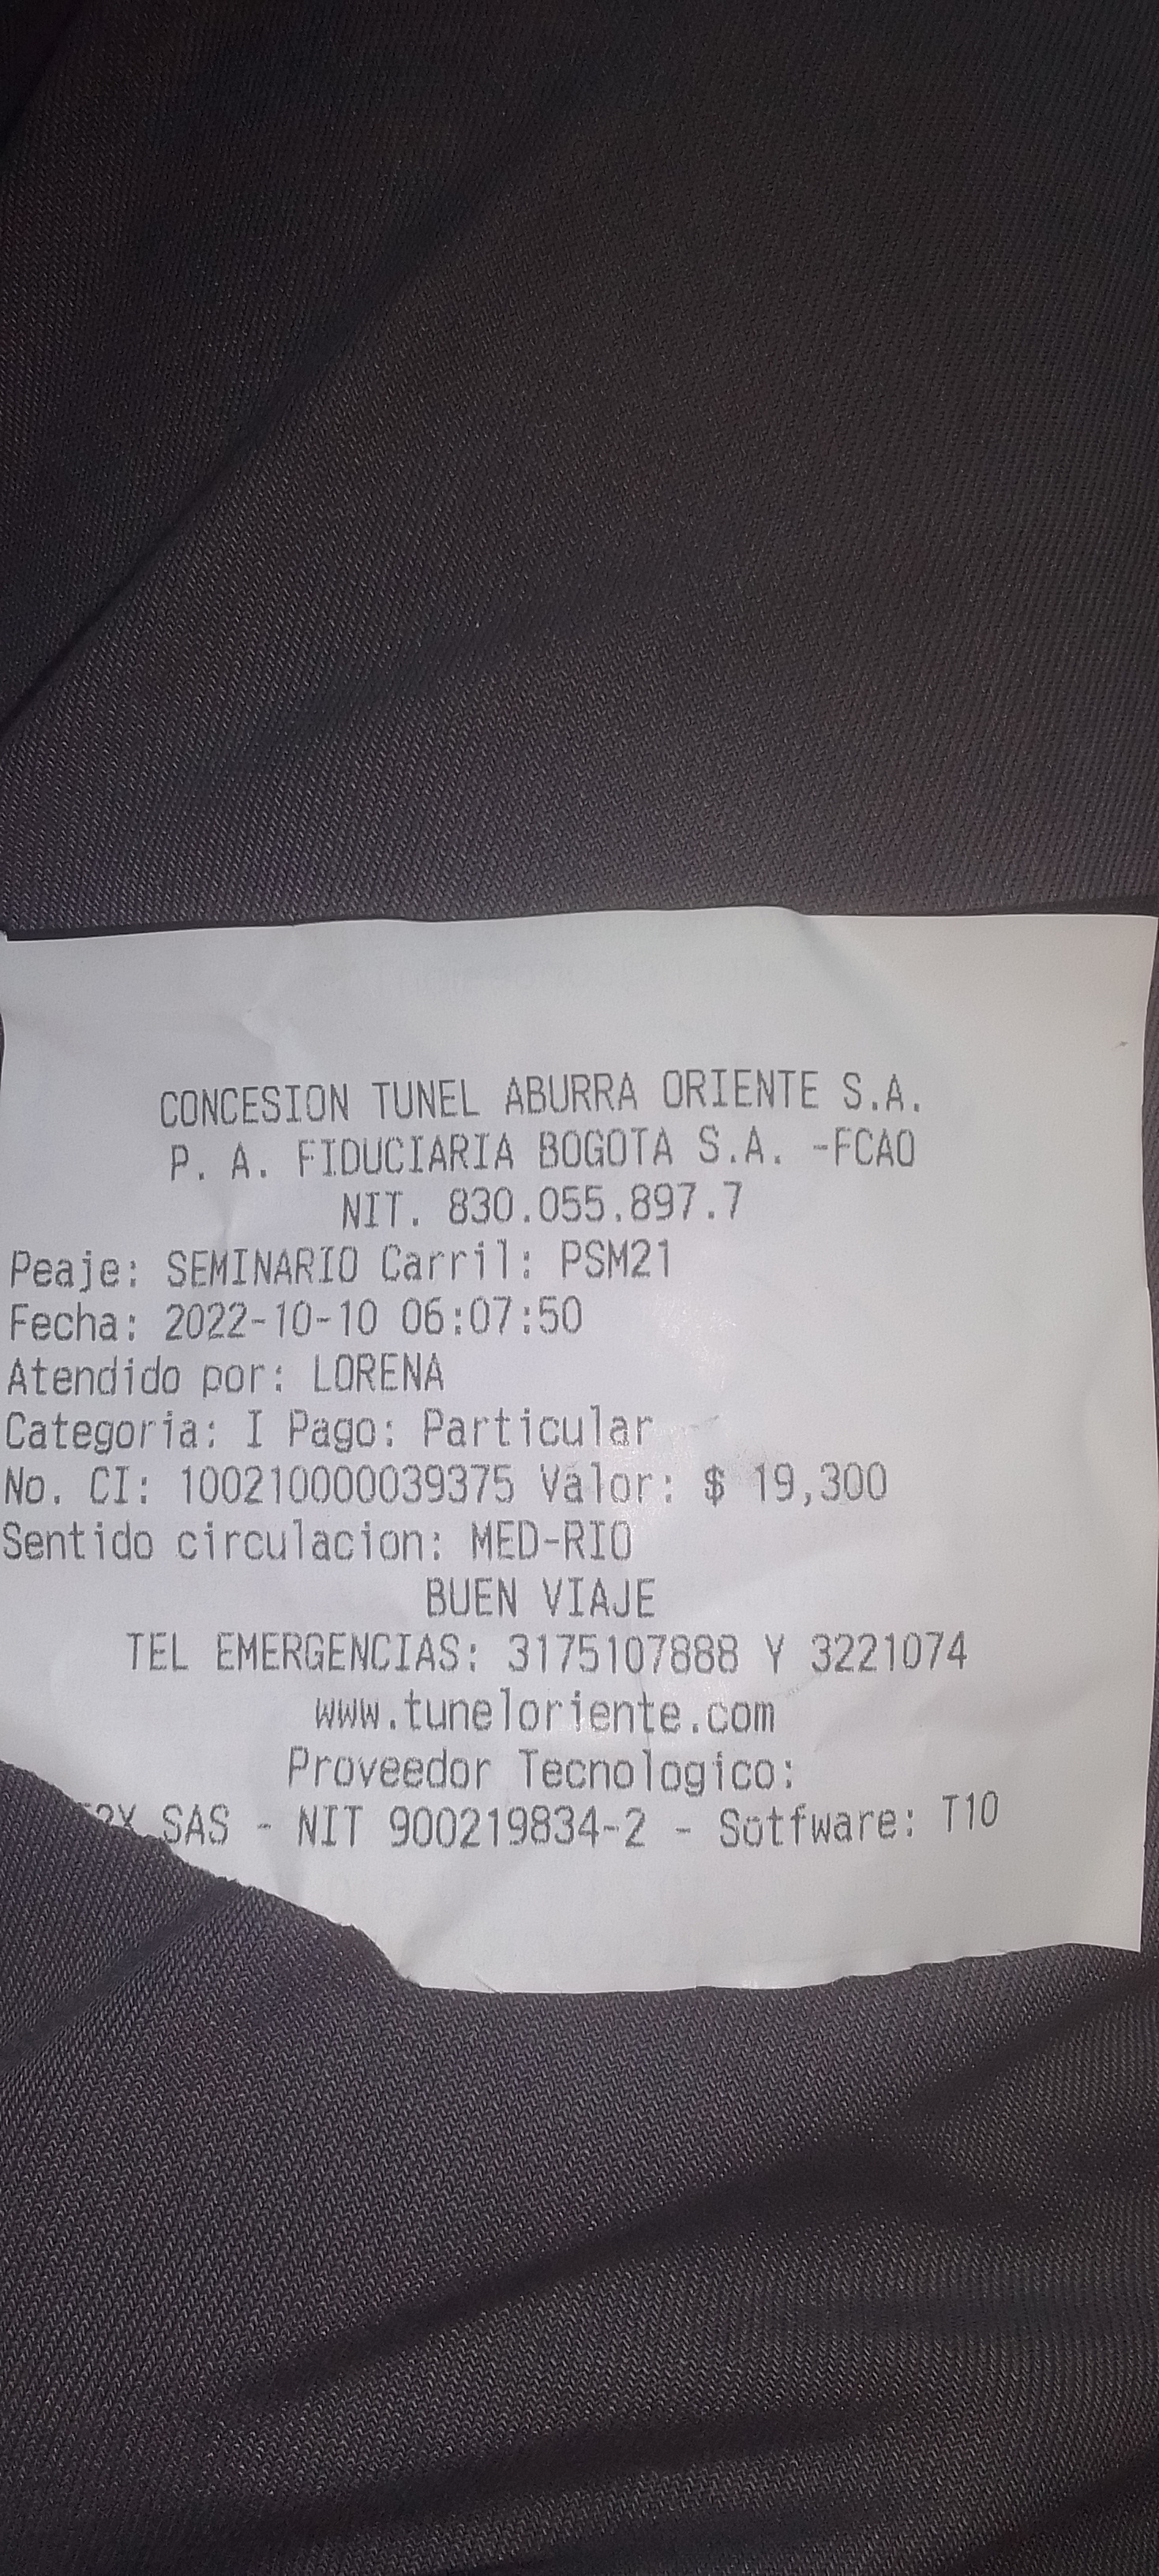 CONCESION TUNEL ABURRA ORIENTE S.A.
P. A. FIDUCIARIA BOGOTA S.A. -FCAO
NIT. 830.055.897.7
Peaje: SEMINARIO Carril: PSM21
Fecha: 2022-10-10 06:07:50
Atendido por: LORENA
Categoria: I Pago: Particular
No. CI: 100210000039375 Valor: $ 19,300
Sentido circulacion: MED-RIO
BUEN VIAJE
TEL EMERGENCIAS: 3175107888 Y 3221074
www.tuneloriente.com
Proveedor Tecnologico:
SAS - NIT 900219834-2 - Sotfware: T10